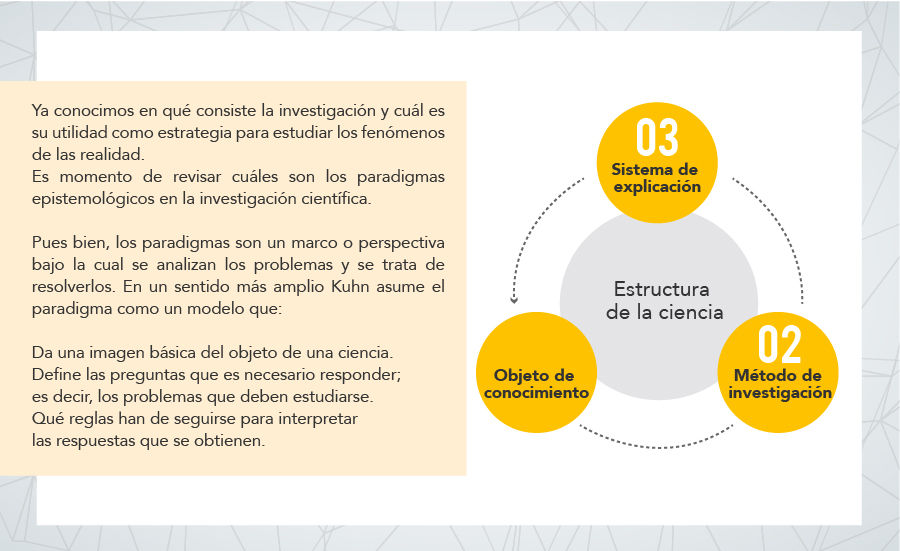 Ya conocimos en qué consiste la investigación y cuál es
su utilidad como estrategia para estudiar los fenómenos
de las realidad.
Es momento de revisar cuáles son los paradigmas
epistemológicos en la investigación científica.
Pues bien, los paradigmas son un marco o perspectiva
bajo la cual se analizan los problemas y se trata de
resolverlos. En un sentido más amplio Kuhn asume el
paradigma como un modelo que:
Da una imagen básica del objeto de una ciencia.
Define las preguntas que es necesario responder;
es decir, los problemas que deben estudiarse.
Qué reglas han de seguirse para interpretar
las respuestas que se obtienen.
03
Sistema de
explicación
Estructura
de la ciencia
Objeto de
conocimiento
02
Método de
investigación